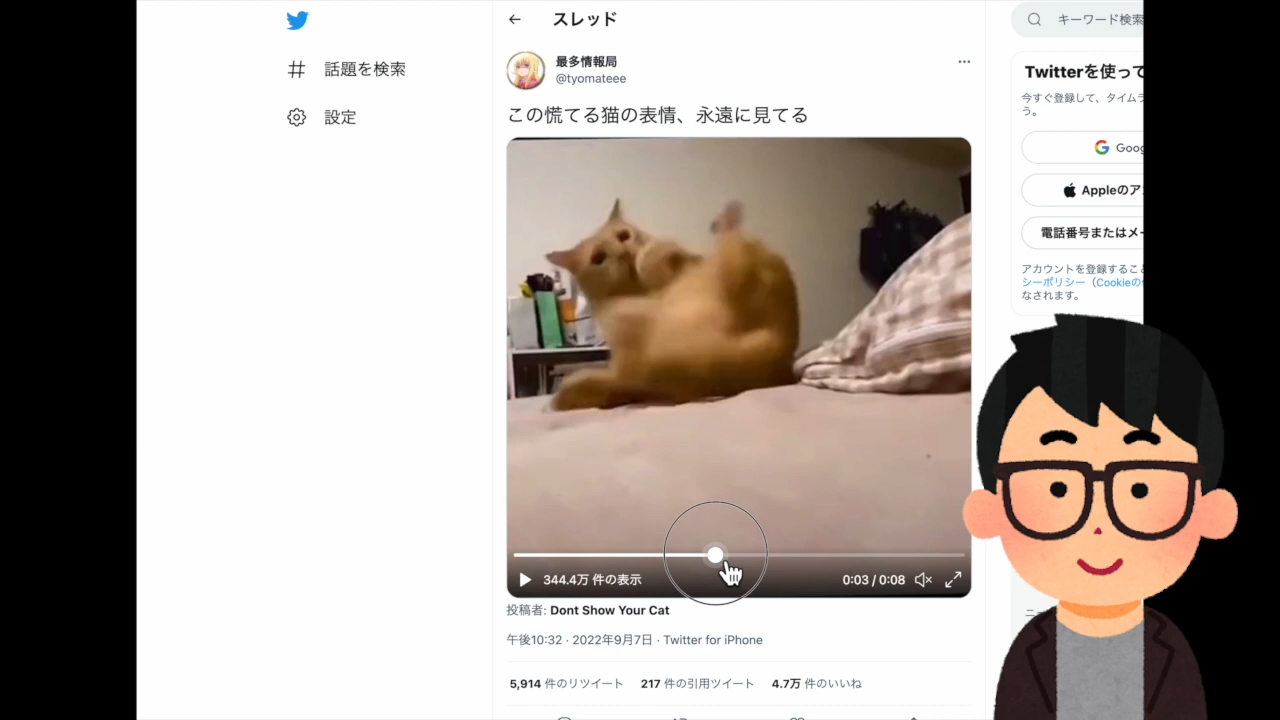 スレッド
話題を検索
設定
最多情報局
@tyomateee
この慌てる猫の表情、永遠に見てる
344.4万 件の表示
0:03 / 0:08
投稿者: Dont Show Your Cat
午後10:32 · 2022年9月7日 · Twitter for iPhone
5,914 件のリツイート 217 件の引用ツイート 4.7万 件のいいね
キーワード検索
Twitterを使って
今すぐ登録して、タイムラ
う。
Goog
Appleのア
電話番号またはメー
アカウントを登録するこ
シーポリシー（Cookieの
なされます。
ニ